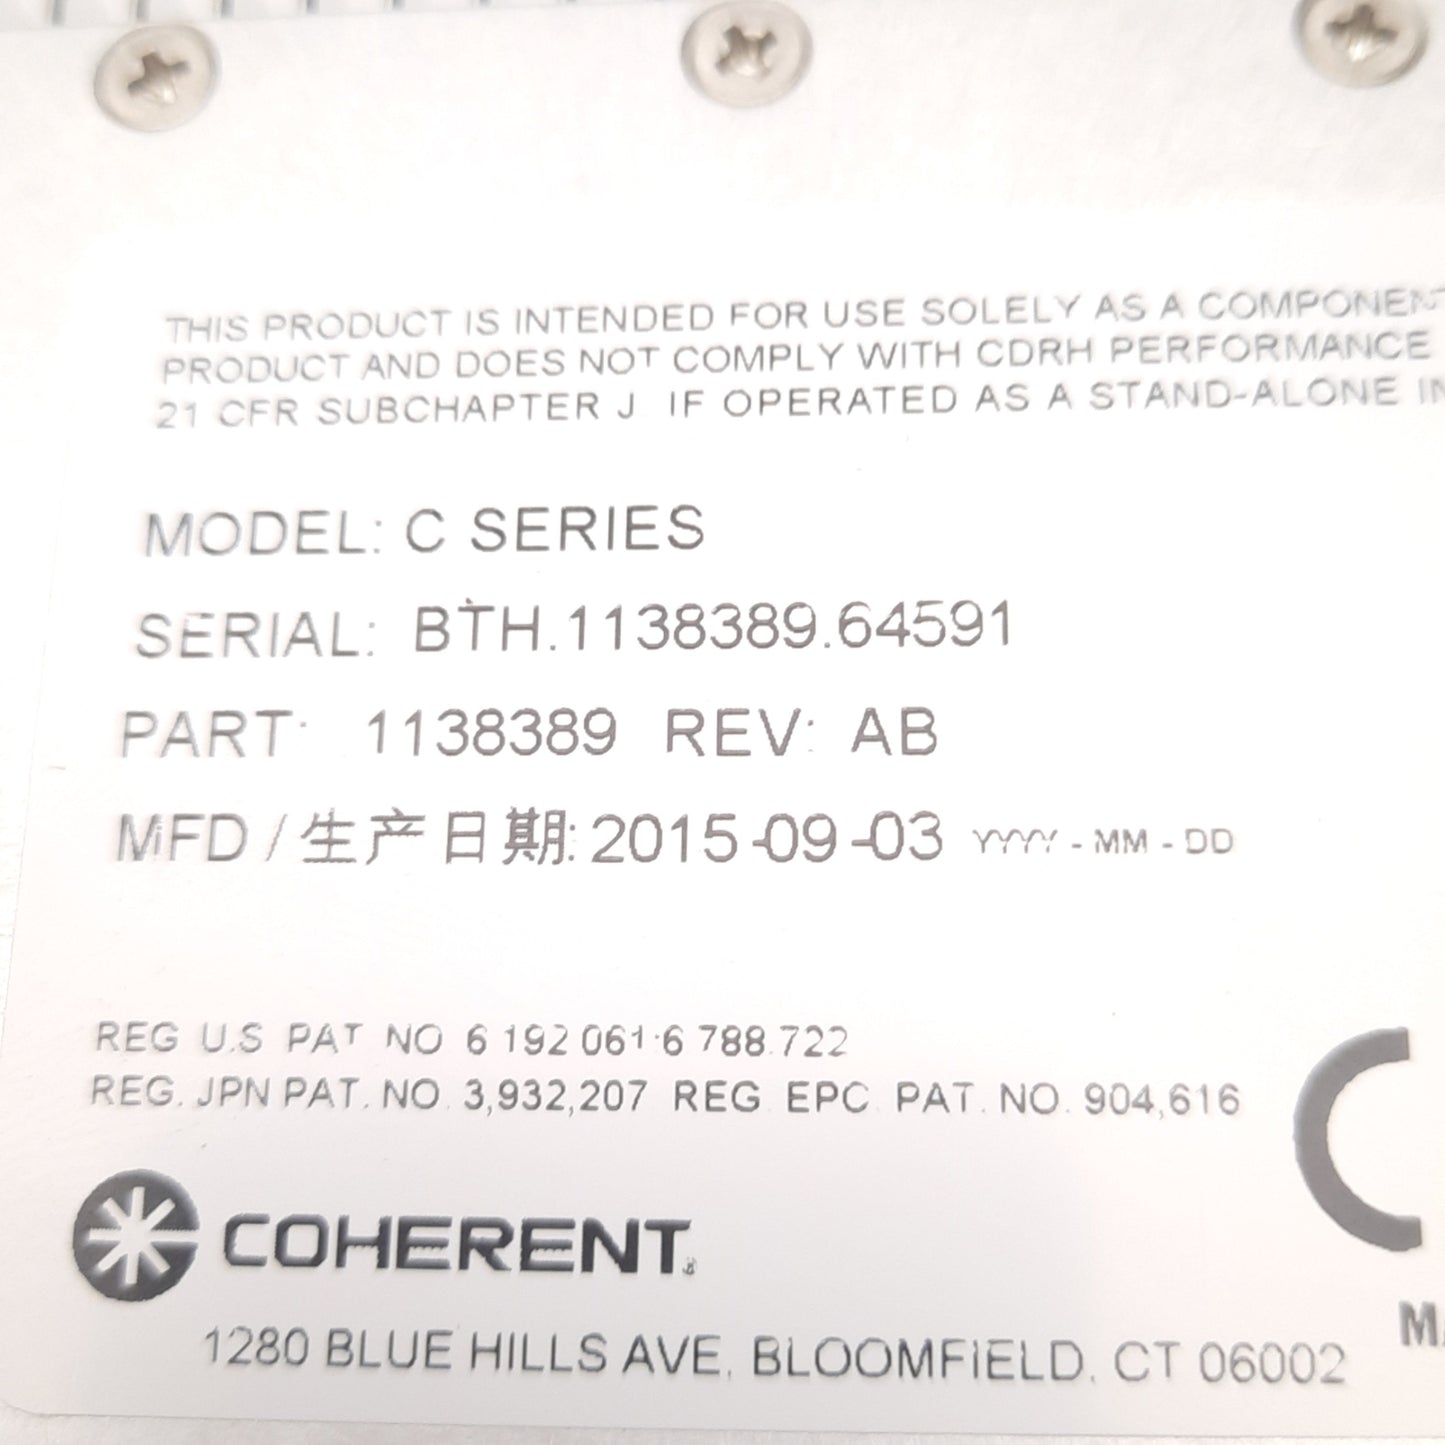 THIS PRODUCT IS INTENDED FOR USE SOLELY AS A COMPONENT
PRODUCT AND DOES NOT COMPLY WITH CDRH PERFORMANCE
21 CFR SUBCHAPTER J IF OPERATED AS A STAND-ALONE IN
MODEL: C SERIES
SERIAL: BTH.1138389.64591
PART: 1138389 REV: AB
MFD / 生产日期: 2015-09-03 YYYY - MM - DD
REG U.S PAT NO 6 192 061 6 788.722
REG. JPN PAT. NO. 3,932,207 REG EPC. PAT. NO. 904,616
COHERENT
1280 BLUE HILLS AVE, BLOOMFIELD, CT 06002